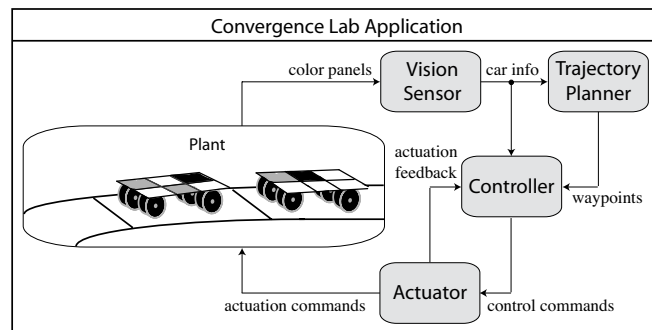 Convergence Lab Application
color panels
Vision
Sensor
car info
Trajectory
Planner
Plant
actuation
feedback
Controller
waypoints
actuation commands
Actuator
control commands